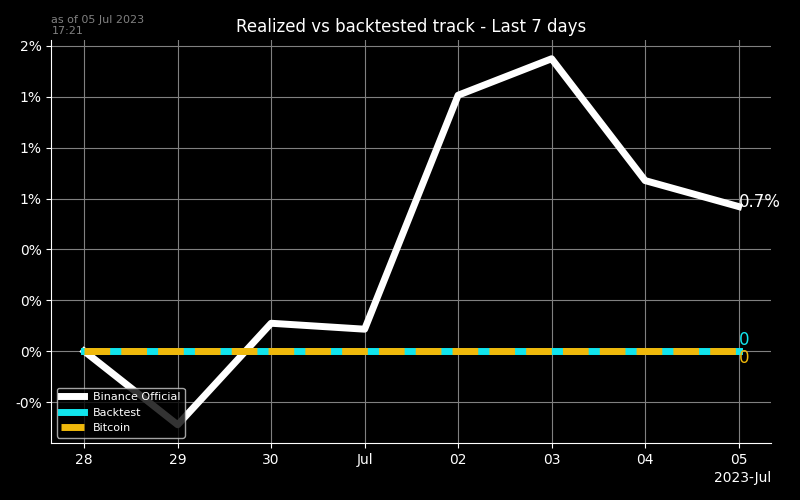 as of 05 Jul 2023
17:21
Realized vs backtested track - Last 7 days
2%
1%
1%
1%
0%
0%
0%
-0%
0.7%
0
0
Binance Official
Backtest
Bitcoin
28 29 30 Jul 02 03 04 05
2023-Jul